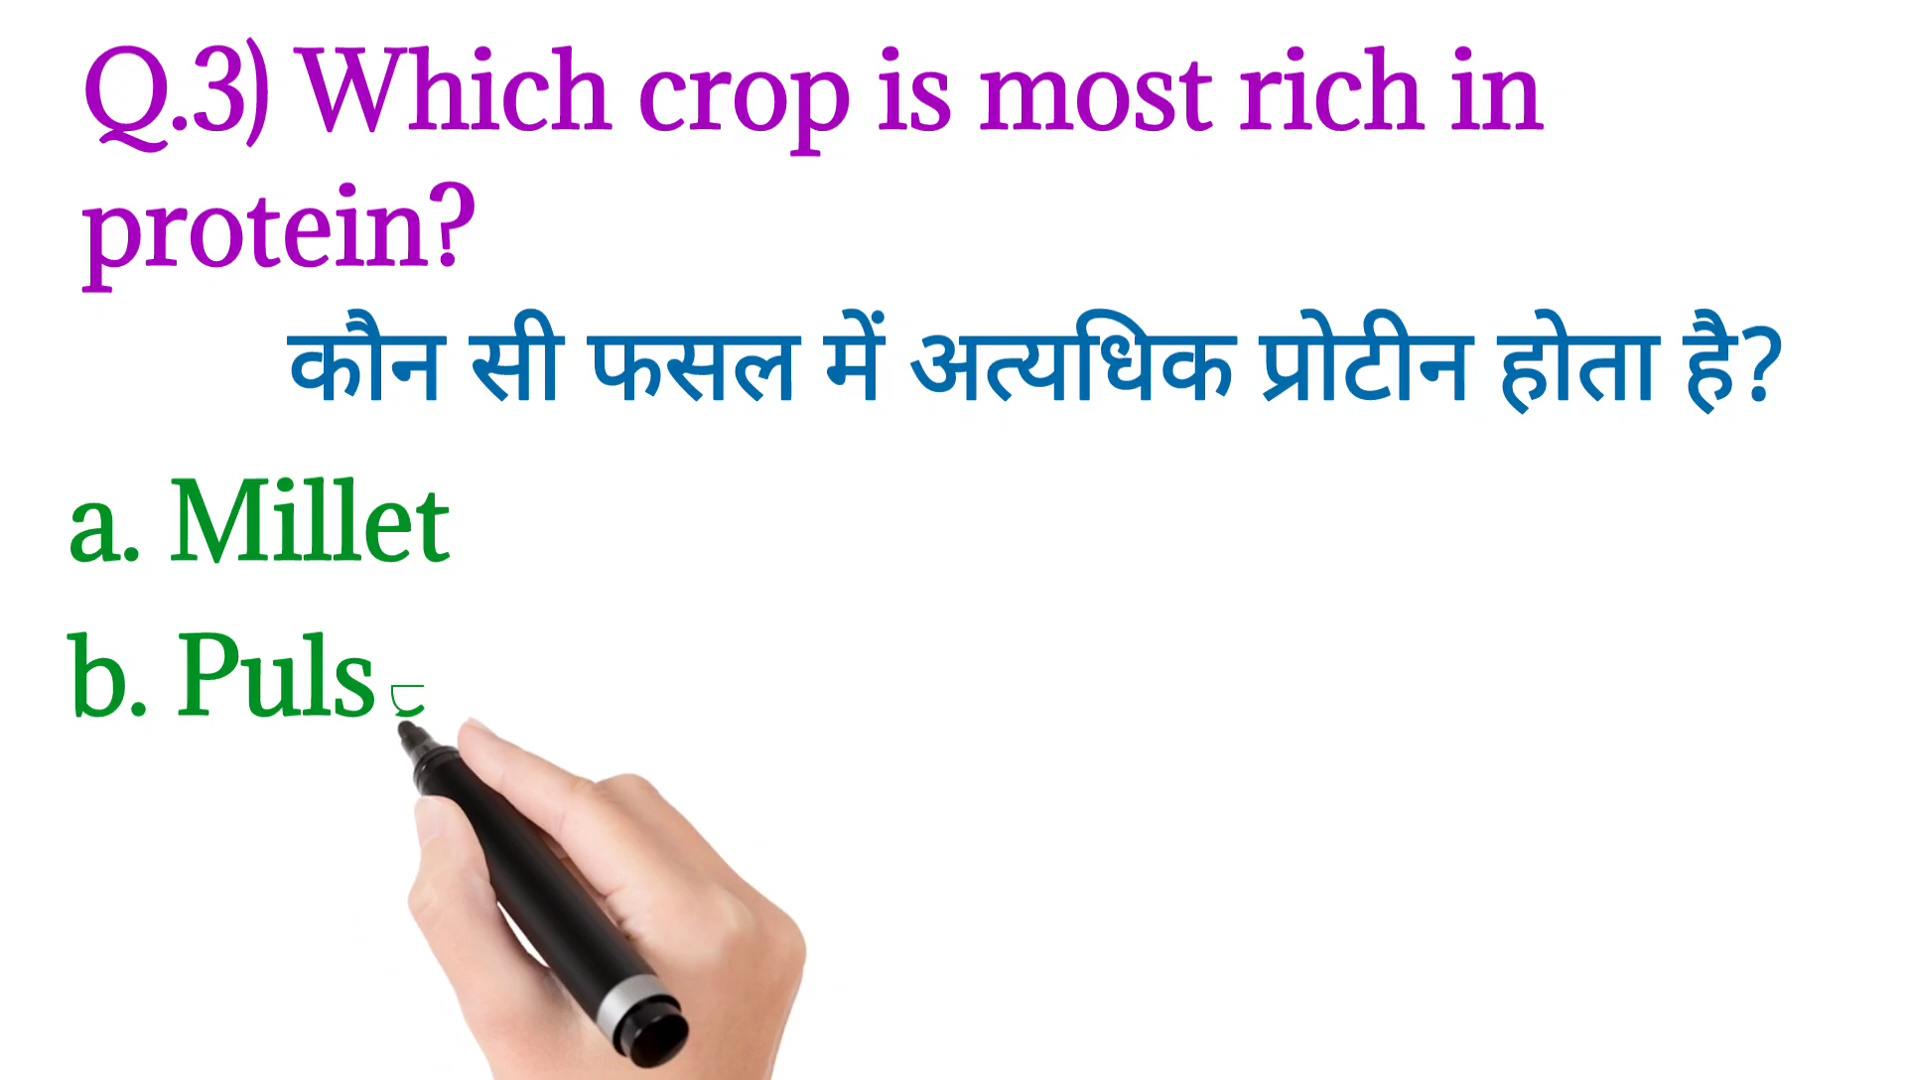 Q.3) Which crop is most rich in
protein?
कौन सी फसल में अत्यधिक प्रोटीन होता है?
a. Millet
b. Puls